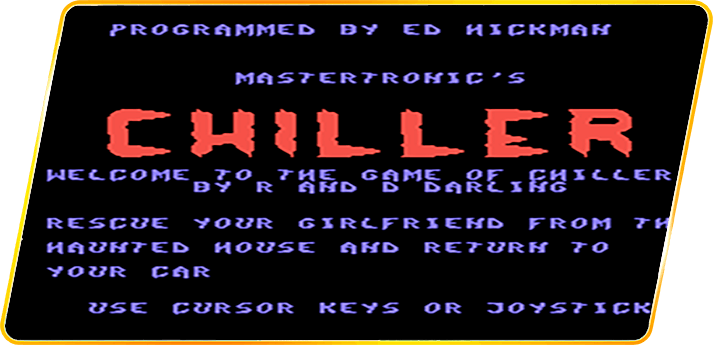 PROGRAMMED BY ED HICKMAN
MASTERTRONIC'S
CHILLER
WELCOME TO THE GAME OF CHILLER
BY R AND D DARLING
RESCUE YOUR GIRLFRIEND FROM TH
HAUNTED HOUSE AND RETURN TO
YOUR CAR
USE CURSOR KEYS OR JOYSTICK